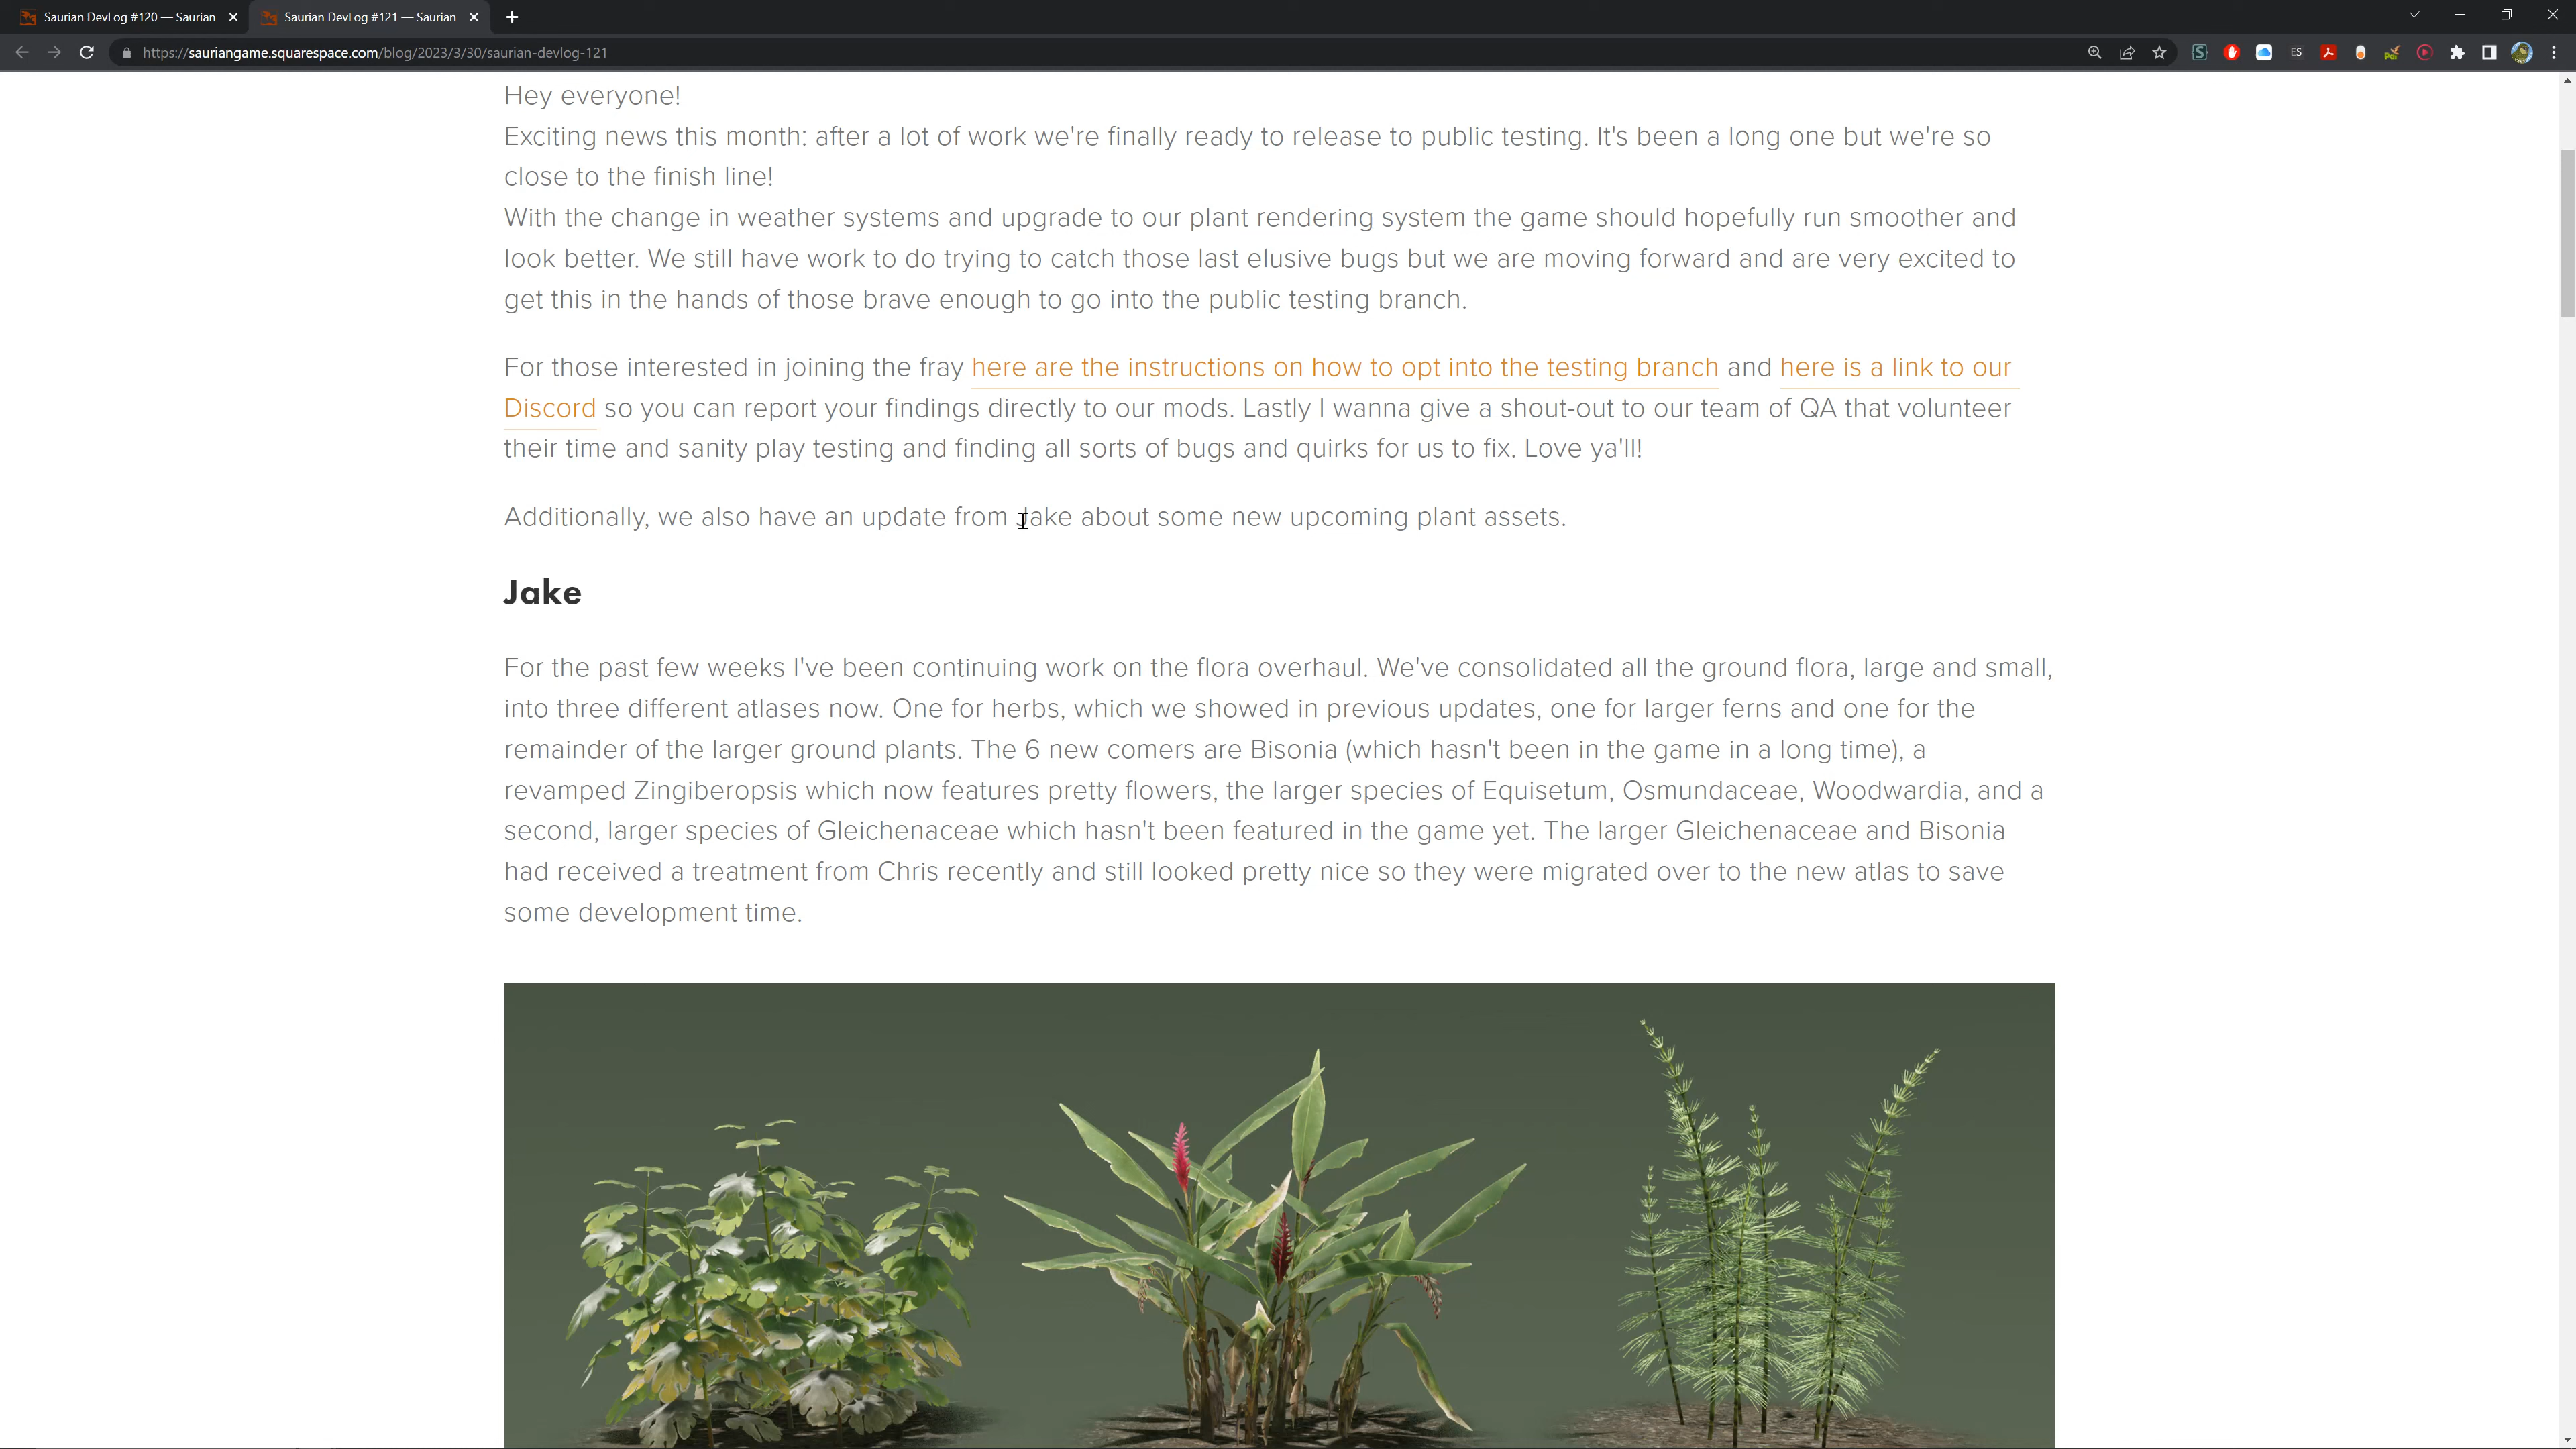 Saurian DevLog #120 — Saurian
Saurian DevLog #121 — Saurian
https://sauriangame.squarespace.com/blog/2023/3/30/saurian-devlog-121
Hey everyone!
Exciting news this month: after a lot of work we're finally ready to release to public testing. It's been a long one but we're so
close to the finish line!
With the change in weather systems and upgrade to our plant rendering system the game should hopefully run smoother and
look better. We still have work to do trying to catch those last elusive bugs but we are moving forward and are very excited to
get this in the hands of those brave enough to go into the public testing branch.
For those interested in joining the fray here are the instructions on how to opt into the testing branch and here is a link to our
Discord so you can report your findings directly to our mods. Lastly I wanna give a shout-out to our team of QA that volunteer
their time and sanity play testing and finding all sorts of bugs and quirks for us to fix. Love ya'll!
Additionally, we also have an update from Jake about some new upcoming plant assets.
Jake
For the past few weeks I've been continuing work on the flora overhaul. We've consolidated all the ground flora, large and small,
into three different atlases now. One for herbs, which we showed in previous updates, one for larger ferns and one for the
remainder of the larger ground plants. The 6 new comers are Bisonia (which hasn't been in the game in a long time), a
revamped Zingiberopsis which now features pretty flowers, the larger species of Equisetum, Osmundaceae, Woodwardia, and a
second, larger species of Gleichenaceae which hasn't been featured in the game yet. The larger Gleichenaceae and Bisonia
had received a treatment from Chris recently and still looked pretty nice so they were migrated over to the new atlas to save
some development time.